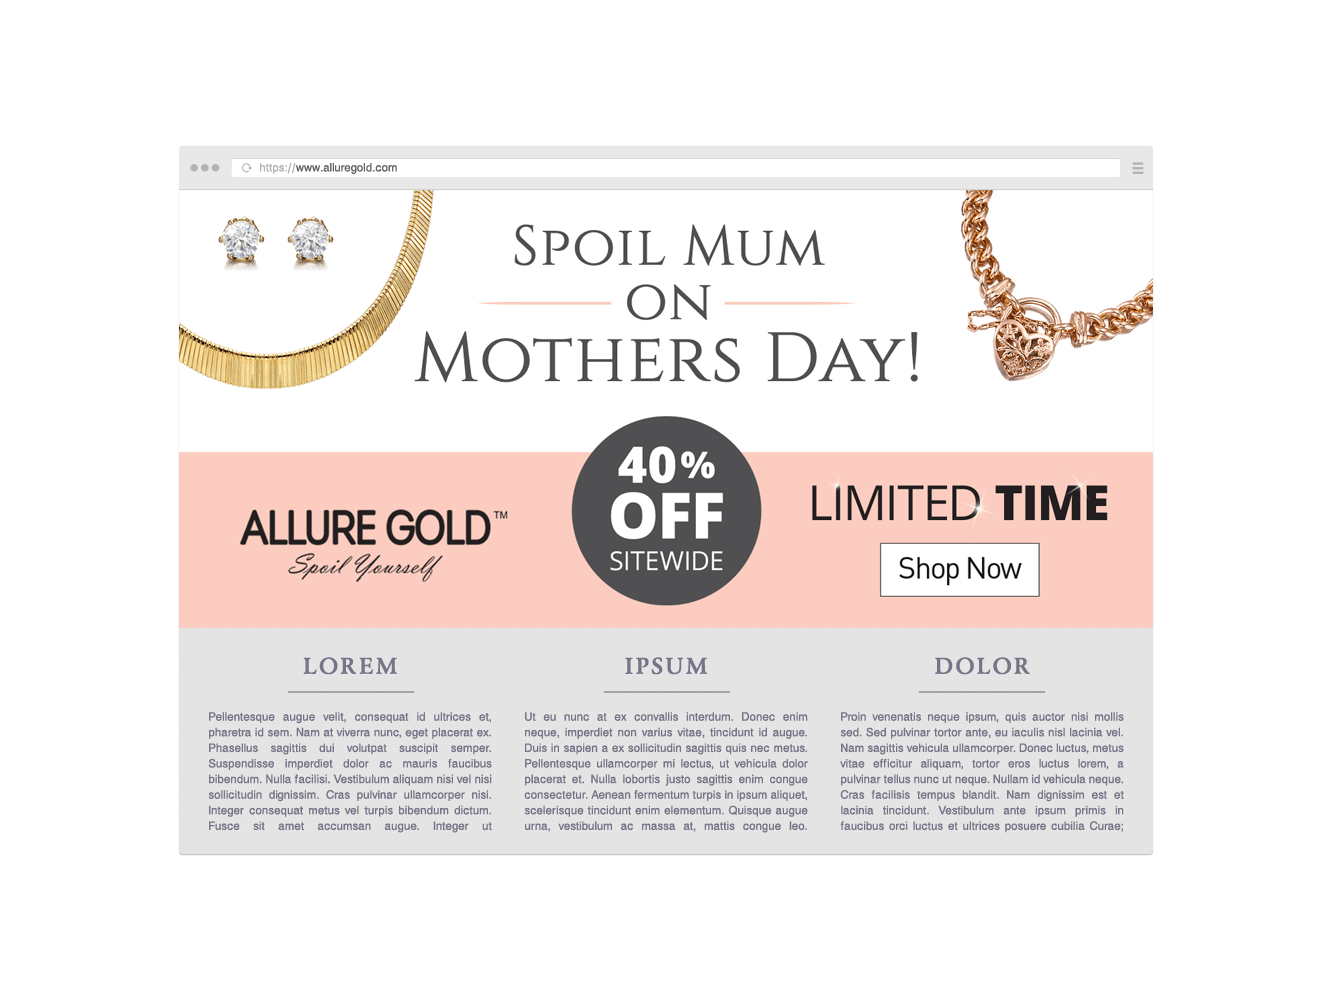 https://www.alluregold.com
Spoil Mum
on
Mothers Day!
40%
OFF
SITEWIDE
ALLURE GOLD™
Spoil Yourself
LIMITED TIME
Shop Now
LOREM
Pellentesque augue velit, consequat id ultrices et,
pharetra id sem. Nam at viverra nunc, eget placerat ex.
Phasellus sagittis dui volutpat suscipit semper.
Suspendisse imperdiet dolor ac mauris faucibus
bibendum. Nulla facilisi. Vestibulum aliquam nisi vel nisi
sollicitudin dignissim. Cras pulvinar ullamcorper nisi.
Integer consequat metus vel turpis bibendum dictum.
Fusce sit amet accumsan augue. Integer ut
IPSUM
Ut eu nunc at ex convallis interdum. Donec enim
neque, imperdiet non varius vitae, tincidunt id augue.
Duis in sapien a ex sollicitudin sagittis quis nec metus.
Pellentesque ullamcorper mi lectus, ut vehicula dolor
placerat et. Nulla lobortis justo sagittis enim congue
consectetur. Aenean fermentum turpis in ipsum aliquet,
scelerisque tincidunt enim elementum. Quisque augue
urna, vestibulum ac massa at, mattis congue leo.
DOLOR
Proin venenatis neque ipsum, quis auctor nisi mollis
sed. Sed pulvinar tortor ante, eu iaculis nisl lacinia vel.
Nam sagittis vehicula ullamcorper. Donec luctus, metus
vitae efficitur aliquam, tortor eros luctus lorem, a
pulvinar tellus nunc ut neque. Nullam id vehicula neque.
Cras facilisis tempus blandit. Nam dignissim est et
lacinia tincidunt. Vestibulum ante ipsum primis in
faucibus orci luctus et ultrices posuere cubilia Curae;